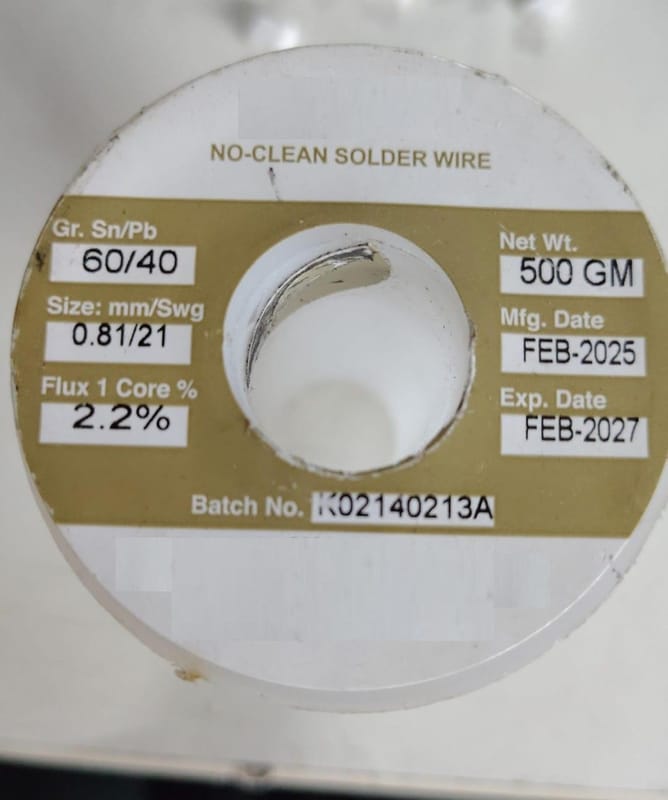 NO-CLEAN SOLDER WIRE
Gr. Sn/Pb
60/40
Size: mm/Swg
0.81/21
Flux 1 Core %
2.2%
Net Wt.
500 GM
Mfg. Date
FEB-2025
Exp. Date
FEB-2027
Batch No. K02140213A